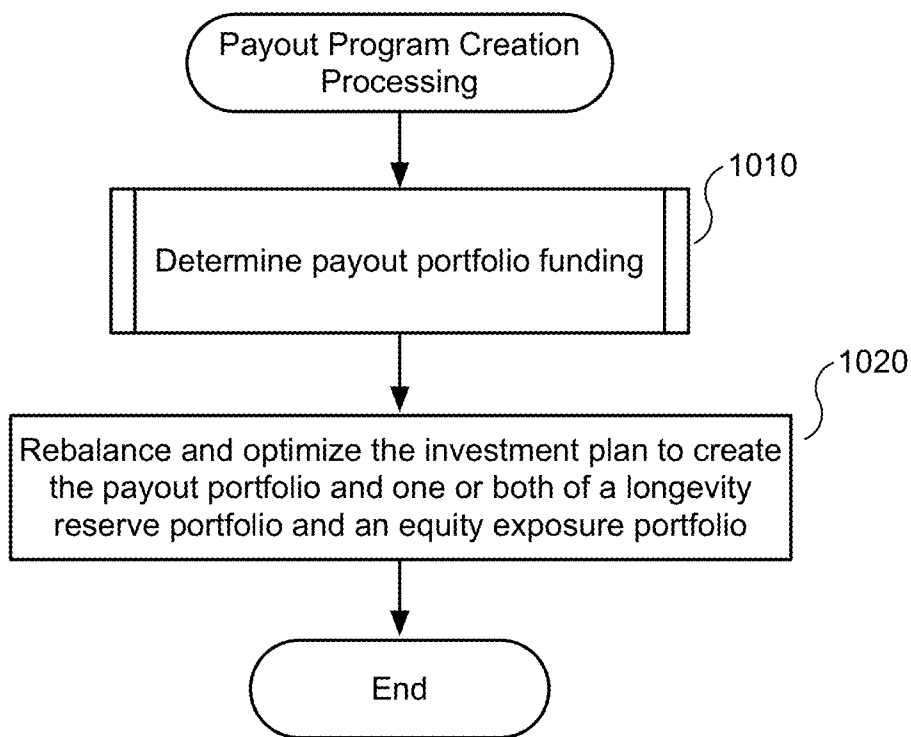 Payout Program Creation
Processing
1010
Determine payout portfolio funding
1020
Rebalance and optimize the investment plan to create
the payout portfolio and one or both of a longevity
reserve portfolio and an equity exposure portfolio
End